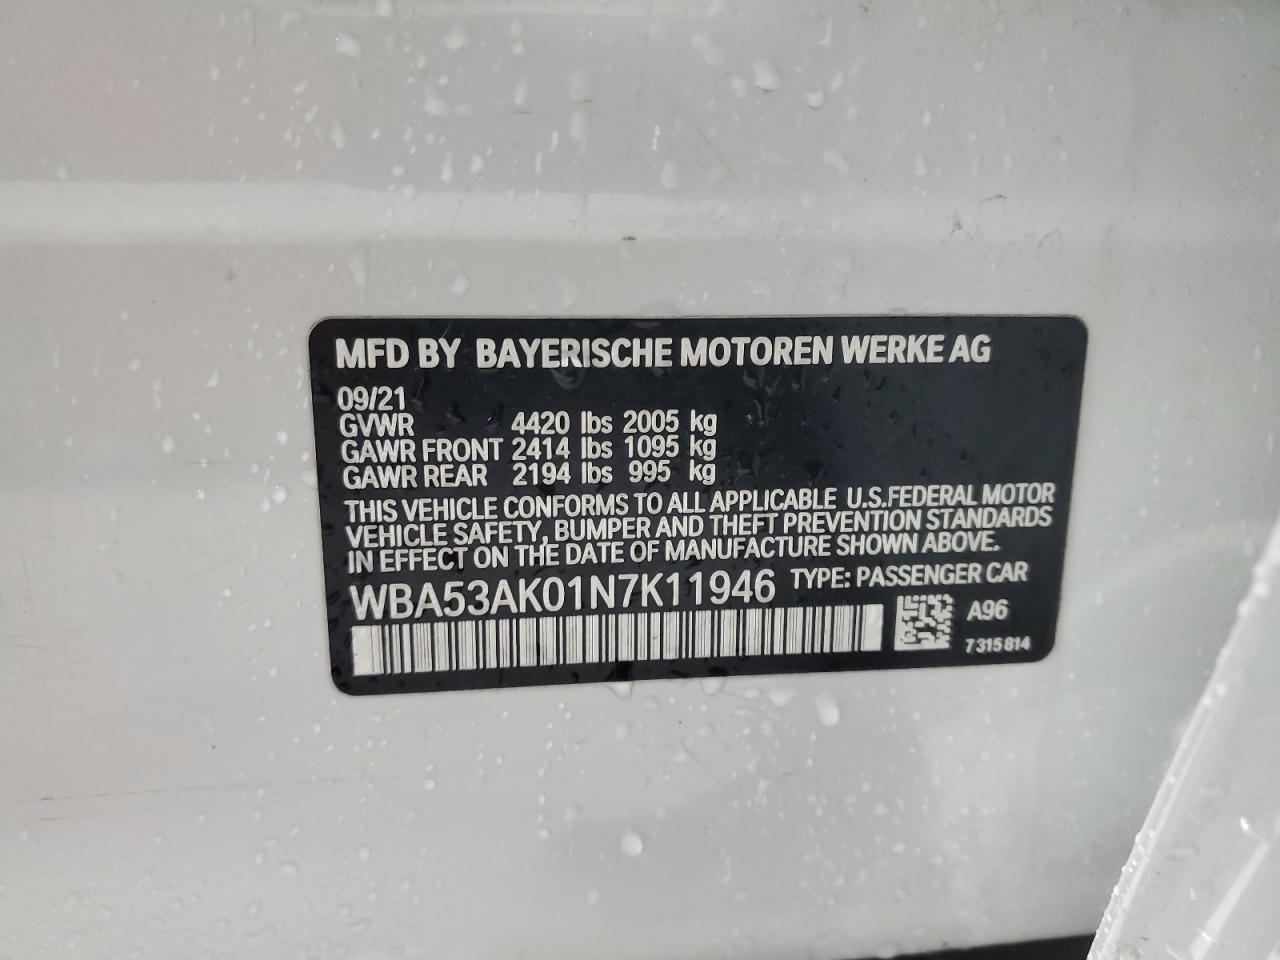 MFD BY BAYERISCHE MOTOREN WERKE AG
09/21
GVWR 4420 lbs 2005 kg
GAWR FRONT 2414 lbs 1095 kg
GAWR REAR 2194 lbs 995 kg
THIS VEHICLE CONFORMS TO ALL APPLICABLE U.S.FEDERAL MOTOR
VEHICLE SAFETY, BUMPER AND THEFT PREVENTION STANDARDS
IN EFFECT ON THE DATE OF MANUFACTURE SHOWN ABOVE.
WBA53AK01N7K11946 TYPE: PASSENGER CAR
A96
7 315 814